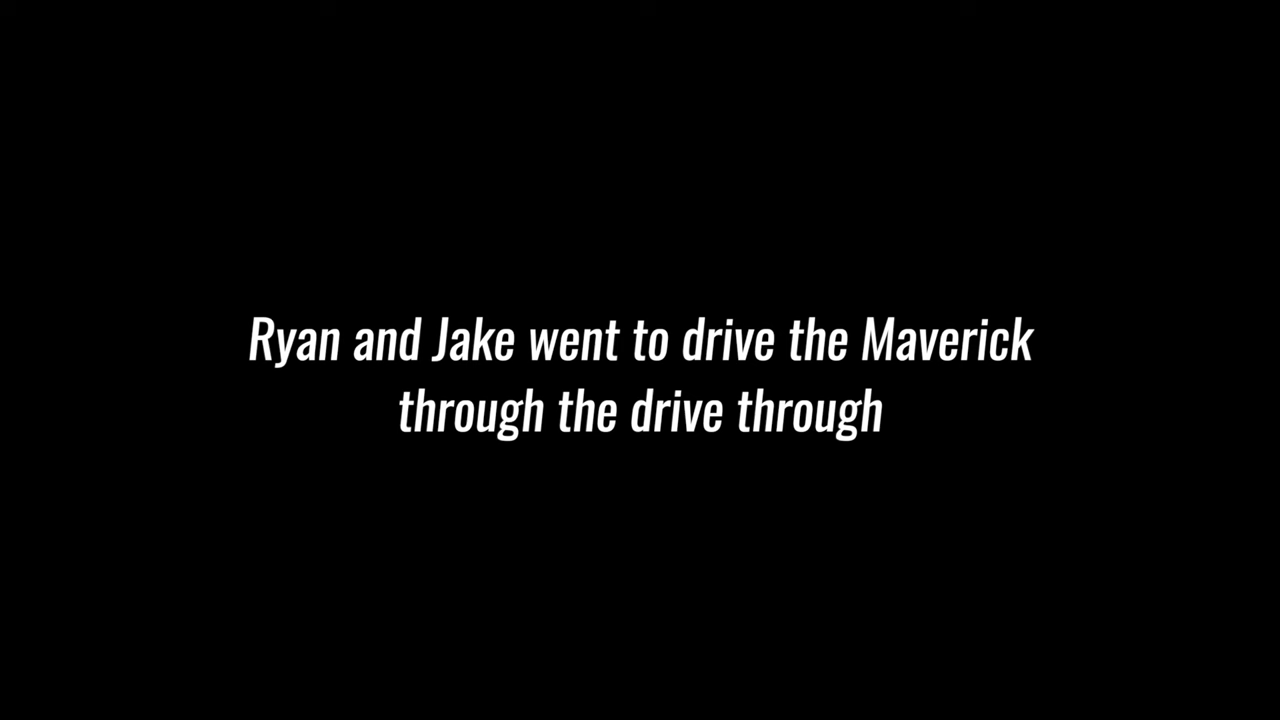 Ryan and Jake went to drive the Maverick
through the drive through